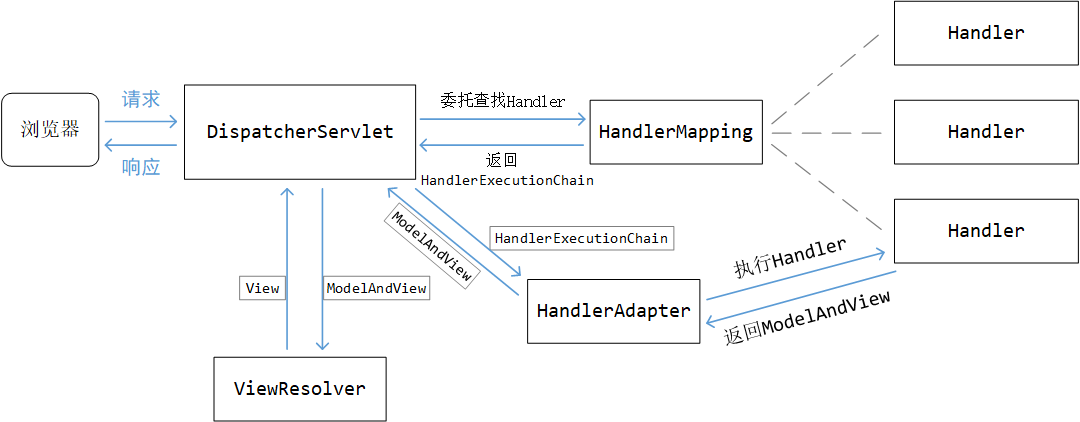 Handler
请求
委托查找Handler
浏览器
DispatcherServlet
HandlerMapping
Handler
响应
返回
HandlerExecutionChain
Handler
ModelAndView
HandlerExecutionChain
执行Handler
View
ModelAndView
HandlerAdapter
返回ModelAndView
ViewResolver